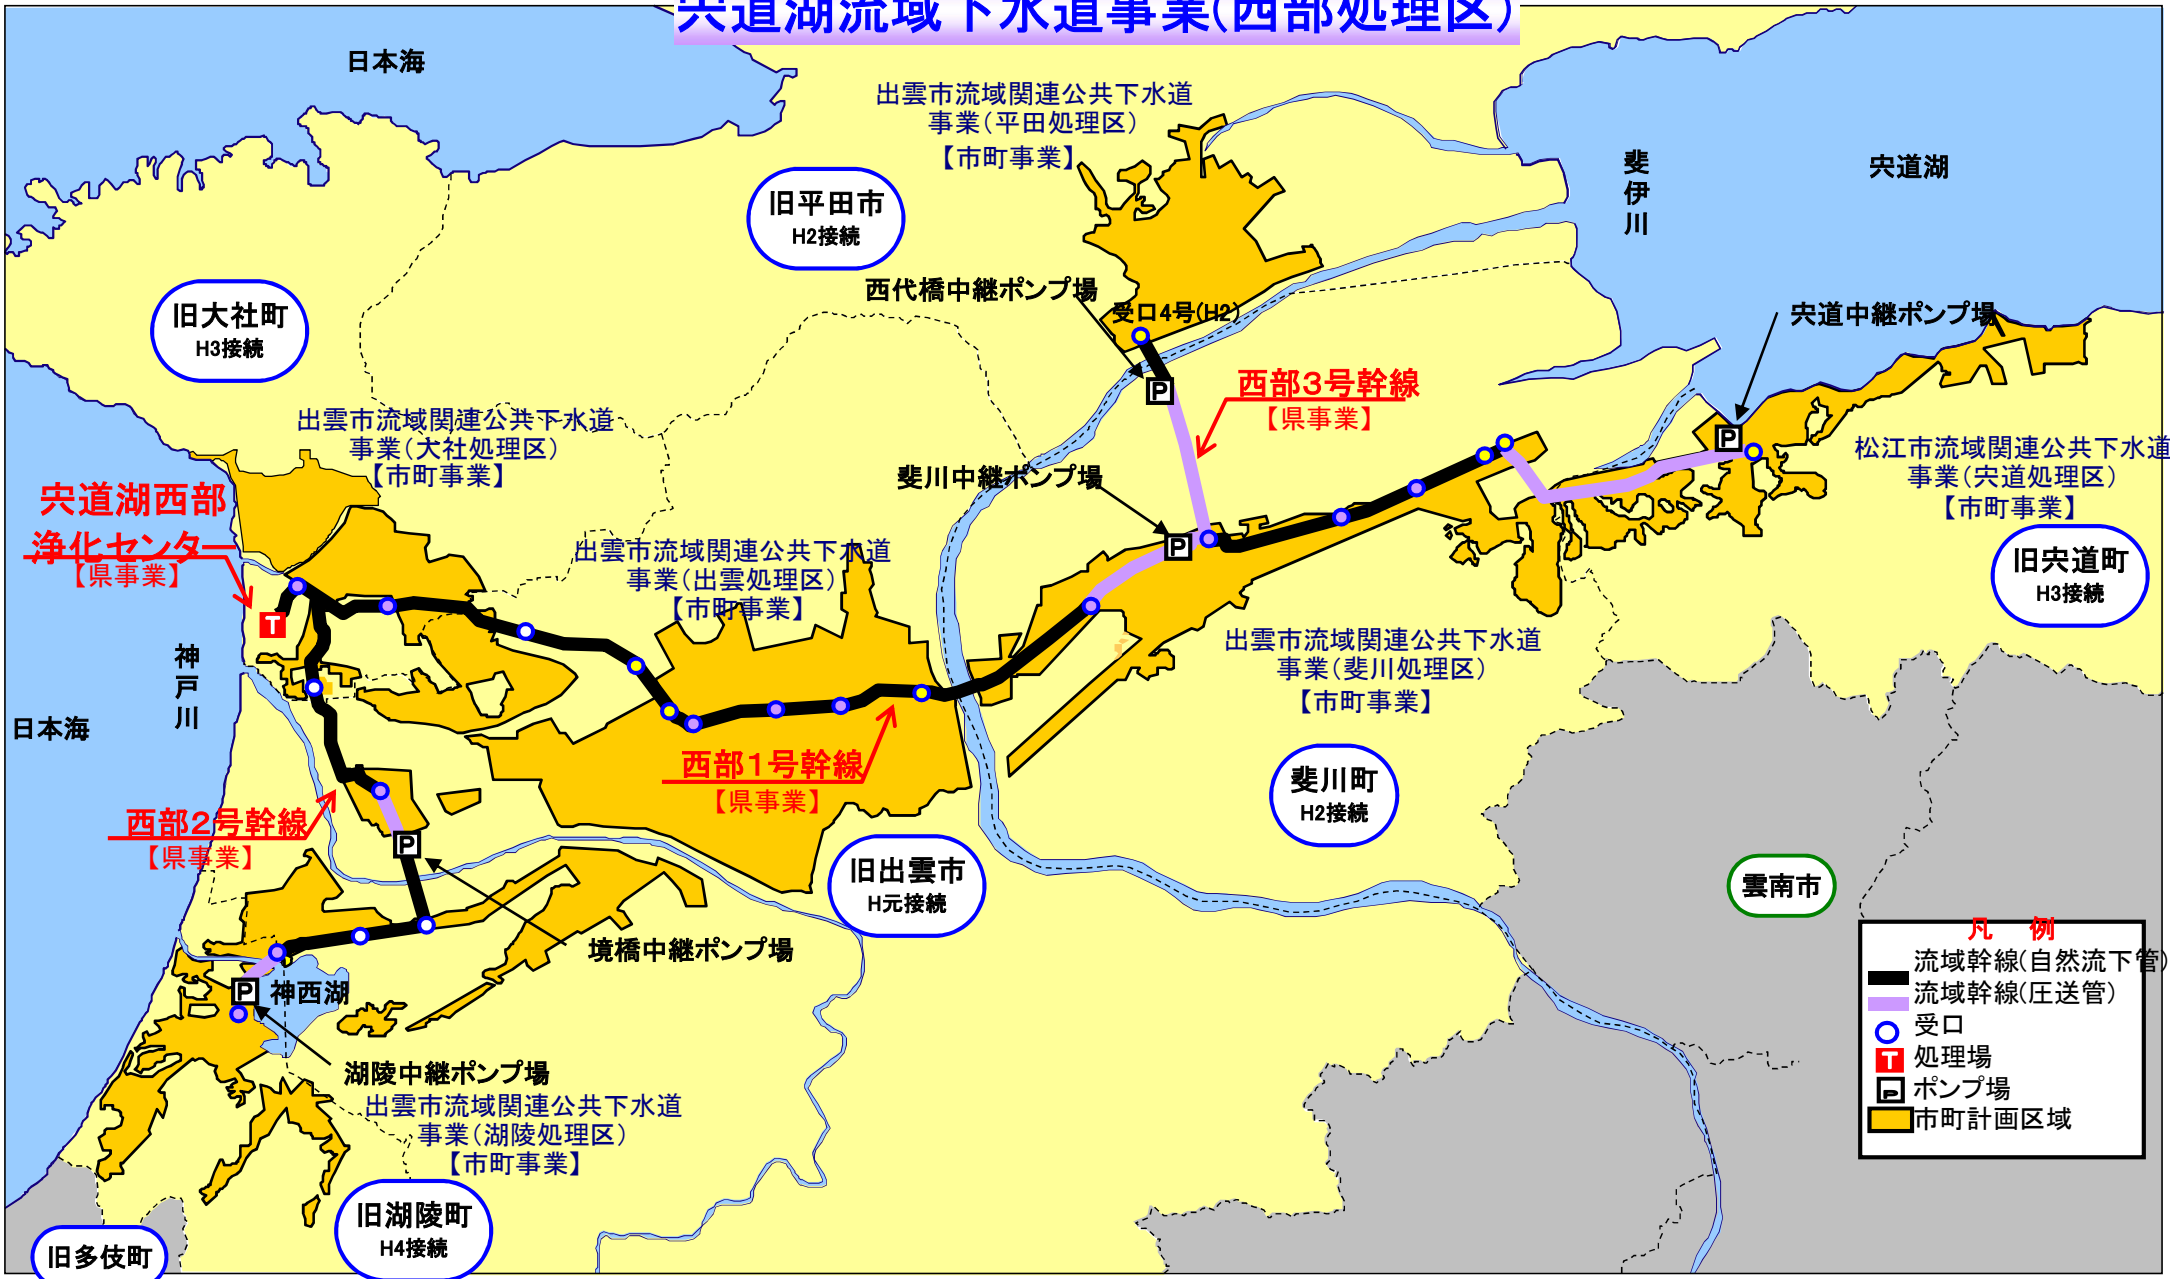 宍道湖流域下水道事業(西部処理区)
日本海
出雲市流域関連公共下水道
事業(平田処理区)
【市町事業】
斐伊川
宍道湖
旧平田市
H2接続
西代橋中継ポンプ場
受口4号(H2)
宍道中継ポンプ場
旧大社町
H3接続
西部3号幹線
【県事業】
出雲市流域関連公共下水道
事業(大社処理区)
【市町事業】
斐川中継ポンプ場
松江市流域関連公共下水道
事業(宍道処理区)
【市町事業】
宍道湖西部
浄化センター
【県事業】
出雲市流域関連公共下水道
事業(出雲処理区)
【市町事業】
旧宍道町
H3接続
神戸川
日本海
出雲市流域関連公共下水道
事業(斐川処理区)
【市町事業】
西部1号幹線
【県事業】
斐川町
H2接続
西部2号幹線
【県事業】
旧出雲市
H元接続
雲南市
境橋中継ポンプ場
神西湖
湖陵中継ポンプ場
出雲市流域関連公共下水道
事業(湖陵処理区)
【市町事業】
旧湖陵町
H4接続
旧多伎町
凡 例
流域幹線(自然流下管)
流域幹線(圧送管)
受口
T 処理場
P ポンプ場
市町計画区域
T
P
P
P
P
P